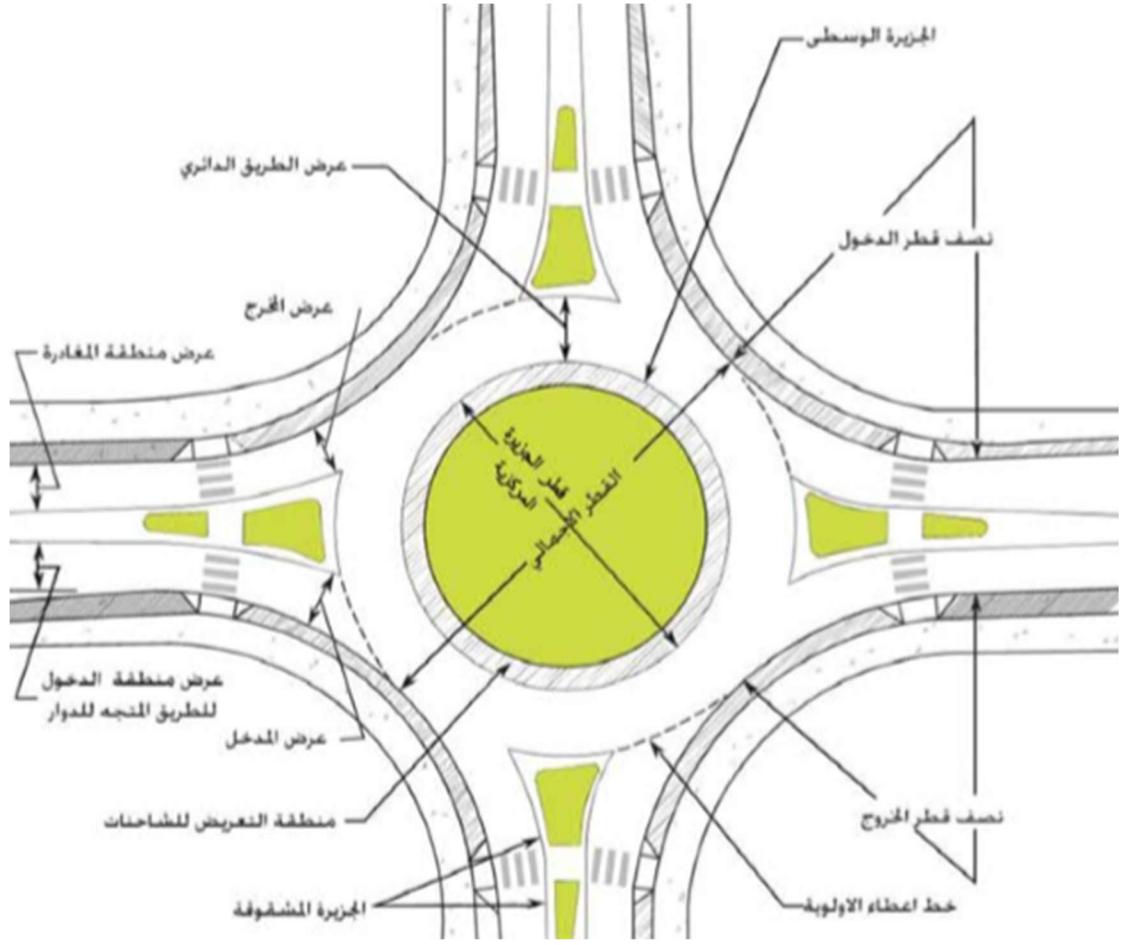 الجزيرة الوسطى
عرض الطريق الدائري
نصف قطر الدخول
عرض المخرج
عرض منطقة المغادرة
قطر الجزيرة
المركزية
القطر الاجمالي
عرض منطقة الدخول
للطريق المتجه للدوار
عرض المدخل
منطقة التعريض للشاحنات
نصف قطر الخروج
الجزيرة المشقوفة
خط اعطاء الاولوية